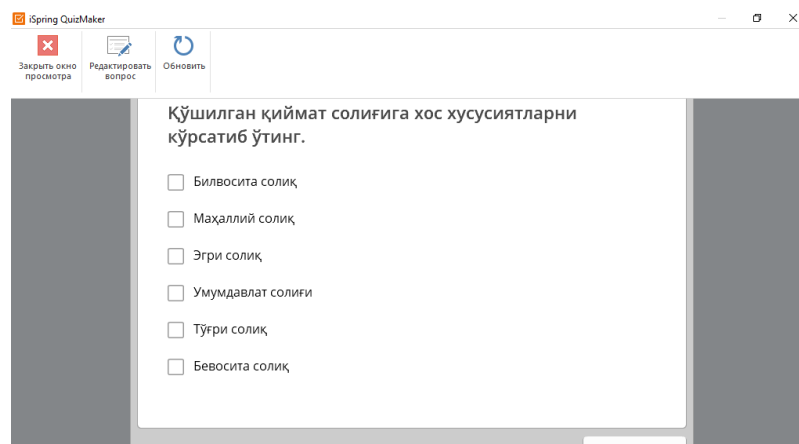 iSpring QuizMaker
Закрыть окно
просмотра
Редактировать
вопрос
Обновить
Қўшилган қиймат солиғига хос хусусиятларни
кўрсатиб ўтинг.
Билвосита солиқ
Маҳаллий солиқ
Эгри солиқ
Умумдавлат солиғи
Тўғри солиқ
Бевосита солиқ